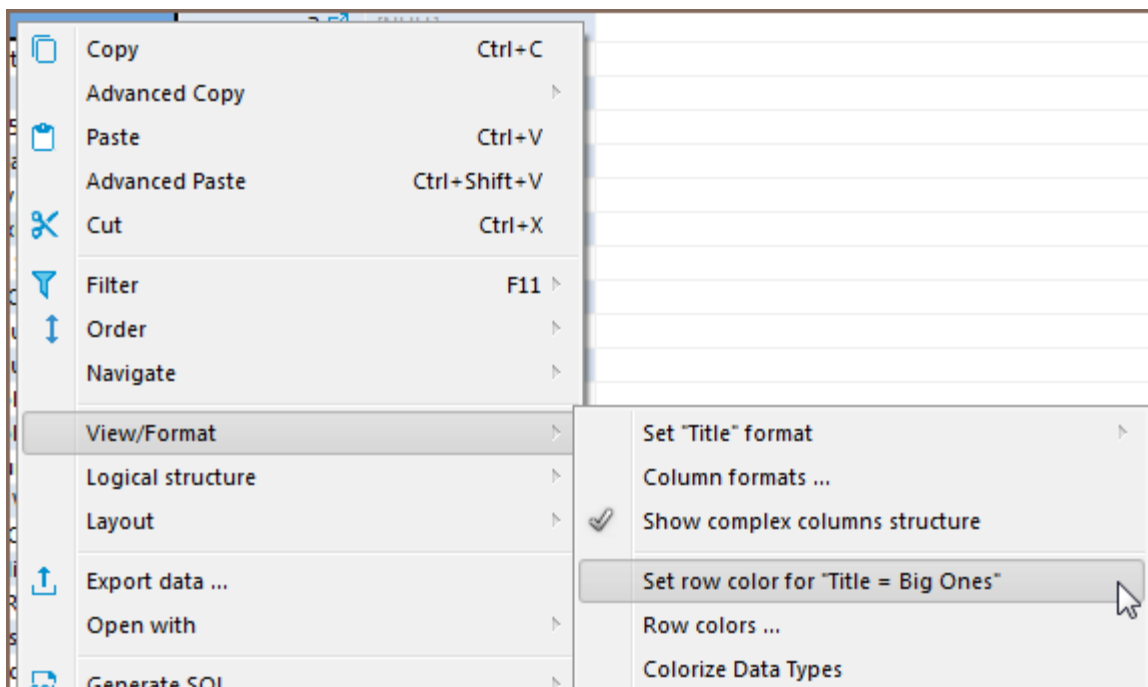 Copy Ctrl+C
Advanced Copy
Paste Ctrl+V
Advanced Paste Ctrl+Shift+V
Cut Ctrl+X
Filter F11
Order
Navigate
View/Format
Logical structure
Layout
Export data ...
Open with
Generate SQL
Set "Title" format
Column formats ...
Show complex columns structure
Set row color for "Title = Big Ones"
Row colors ...
Colorize Data Types